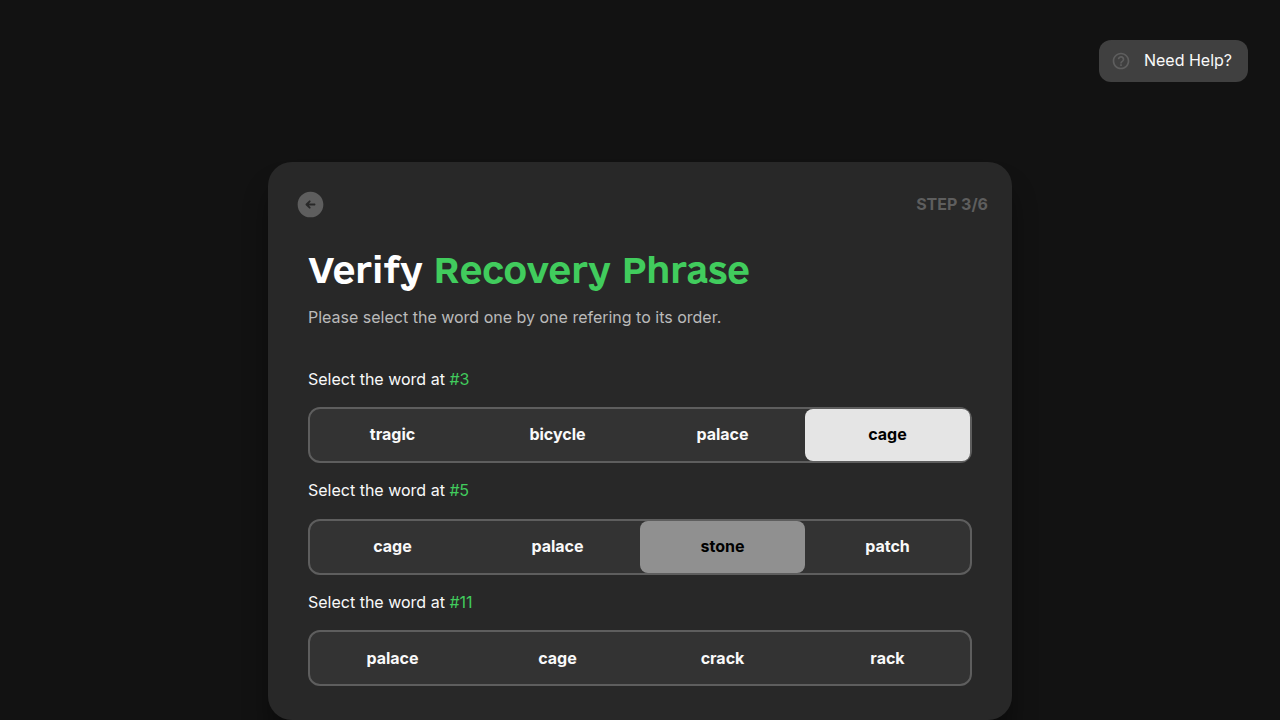 Need Help?
STEP 3/6
Verify Recovery Phrase
Please select the word one by one refering to its order.
Select the word at #3
tragic bicycle palace cage
Select the word at #5
cage palace stone patch
Select the word at #11
palace cage crack rack